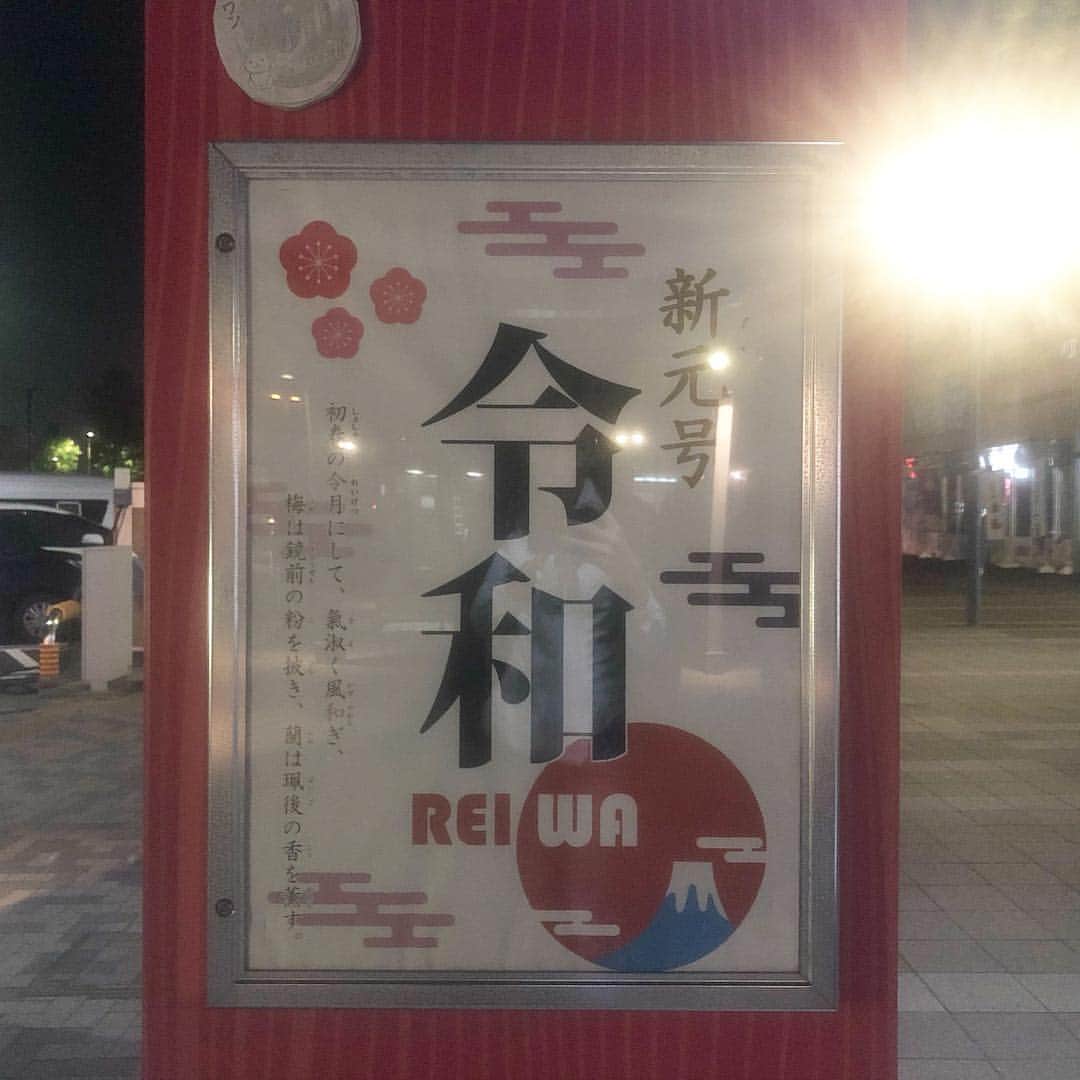 ワン
新元号
令和
REIWA
初春の令月にして、氣淑く風和ぎ、
梅は鏡前の粉を披き、蘭は珮後の香を薫す。